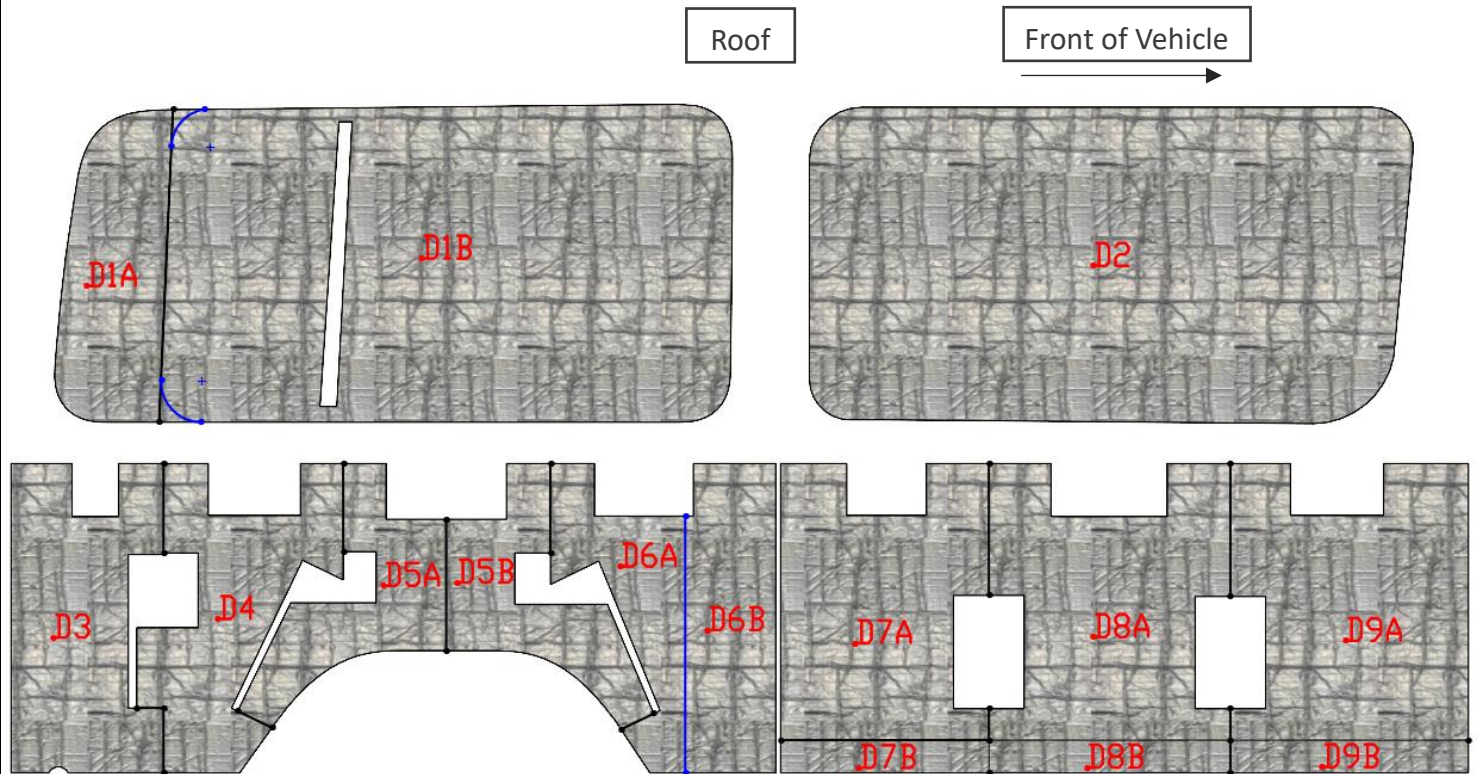 Roof
Front of Vehicle
D1A
D1B
D2
D3
D4
D5A
D5B
D6A
D6B
D7A
D8A
D9A
D7B
D8B
D9B